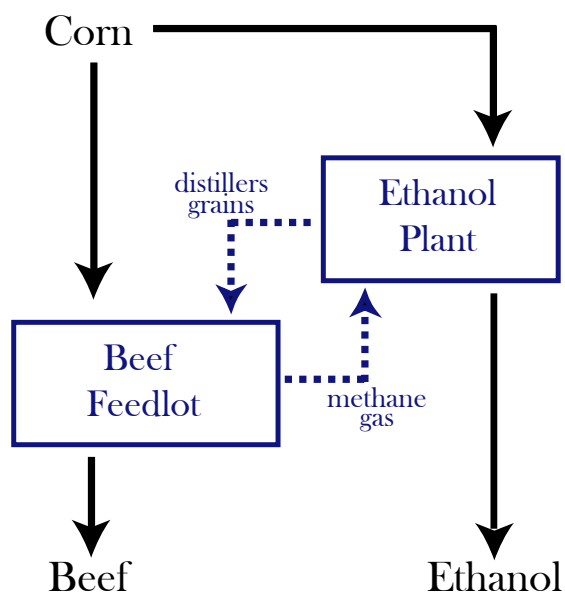 Corn
distillers
grains
Ethanol
Plant
Beef
Feedlot
methane
gas
Beef
Ethanol